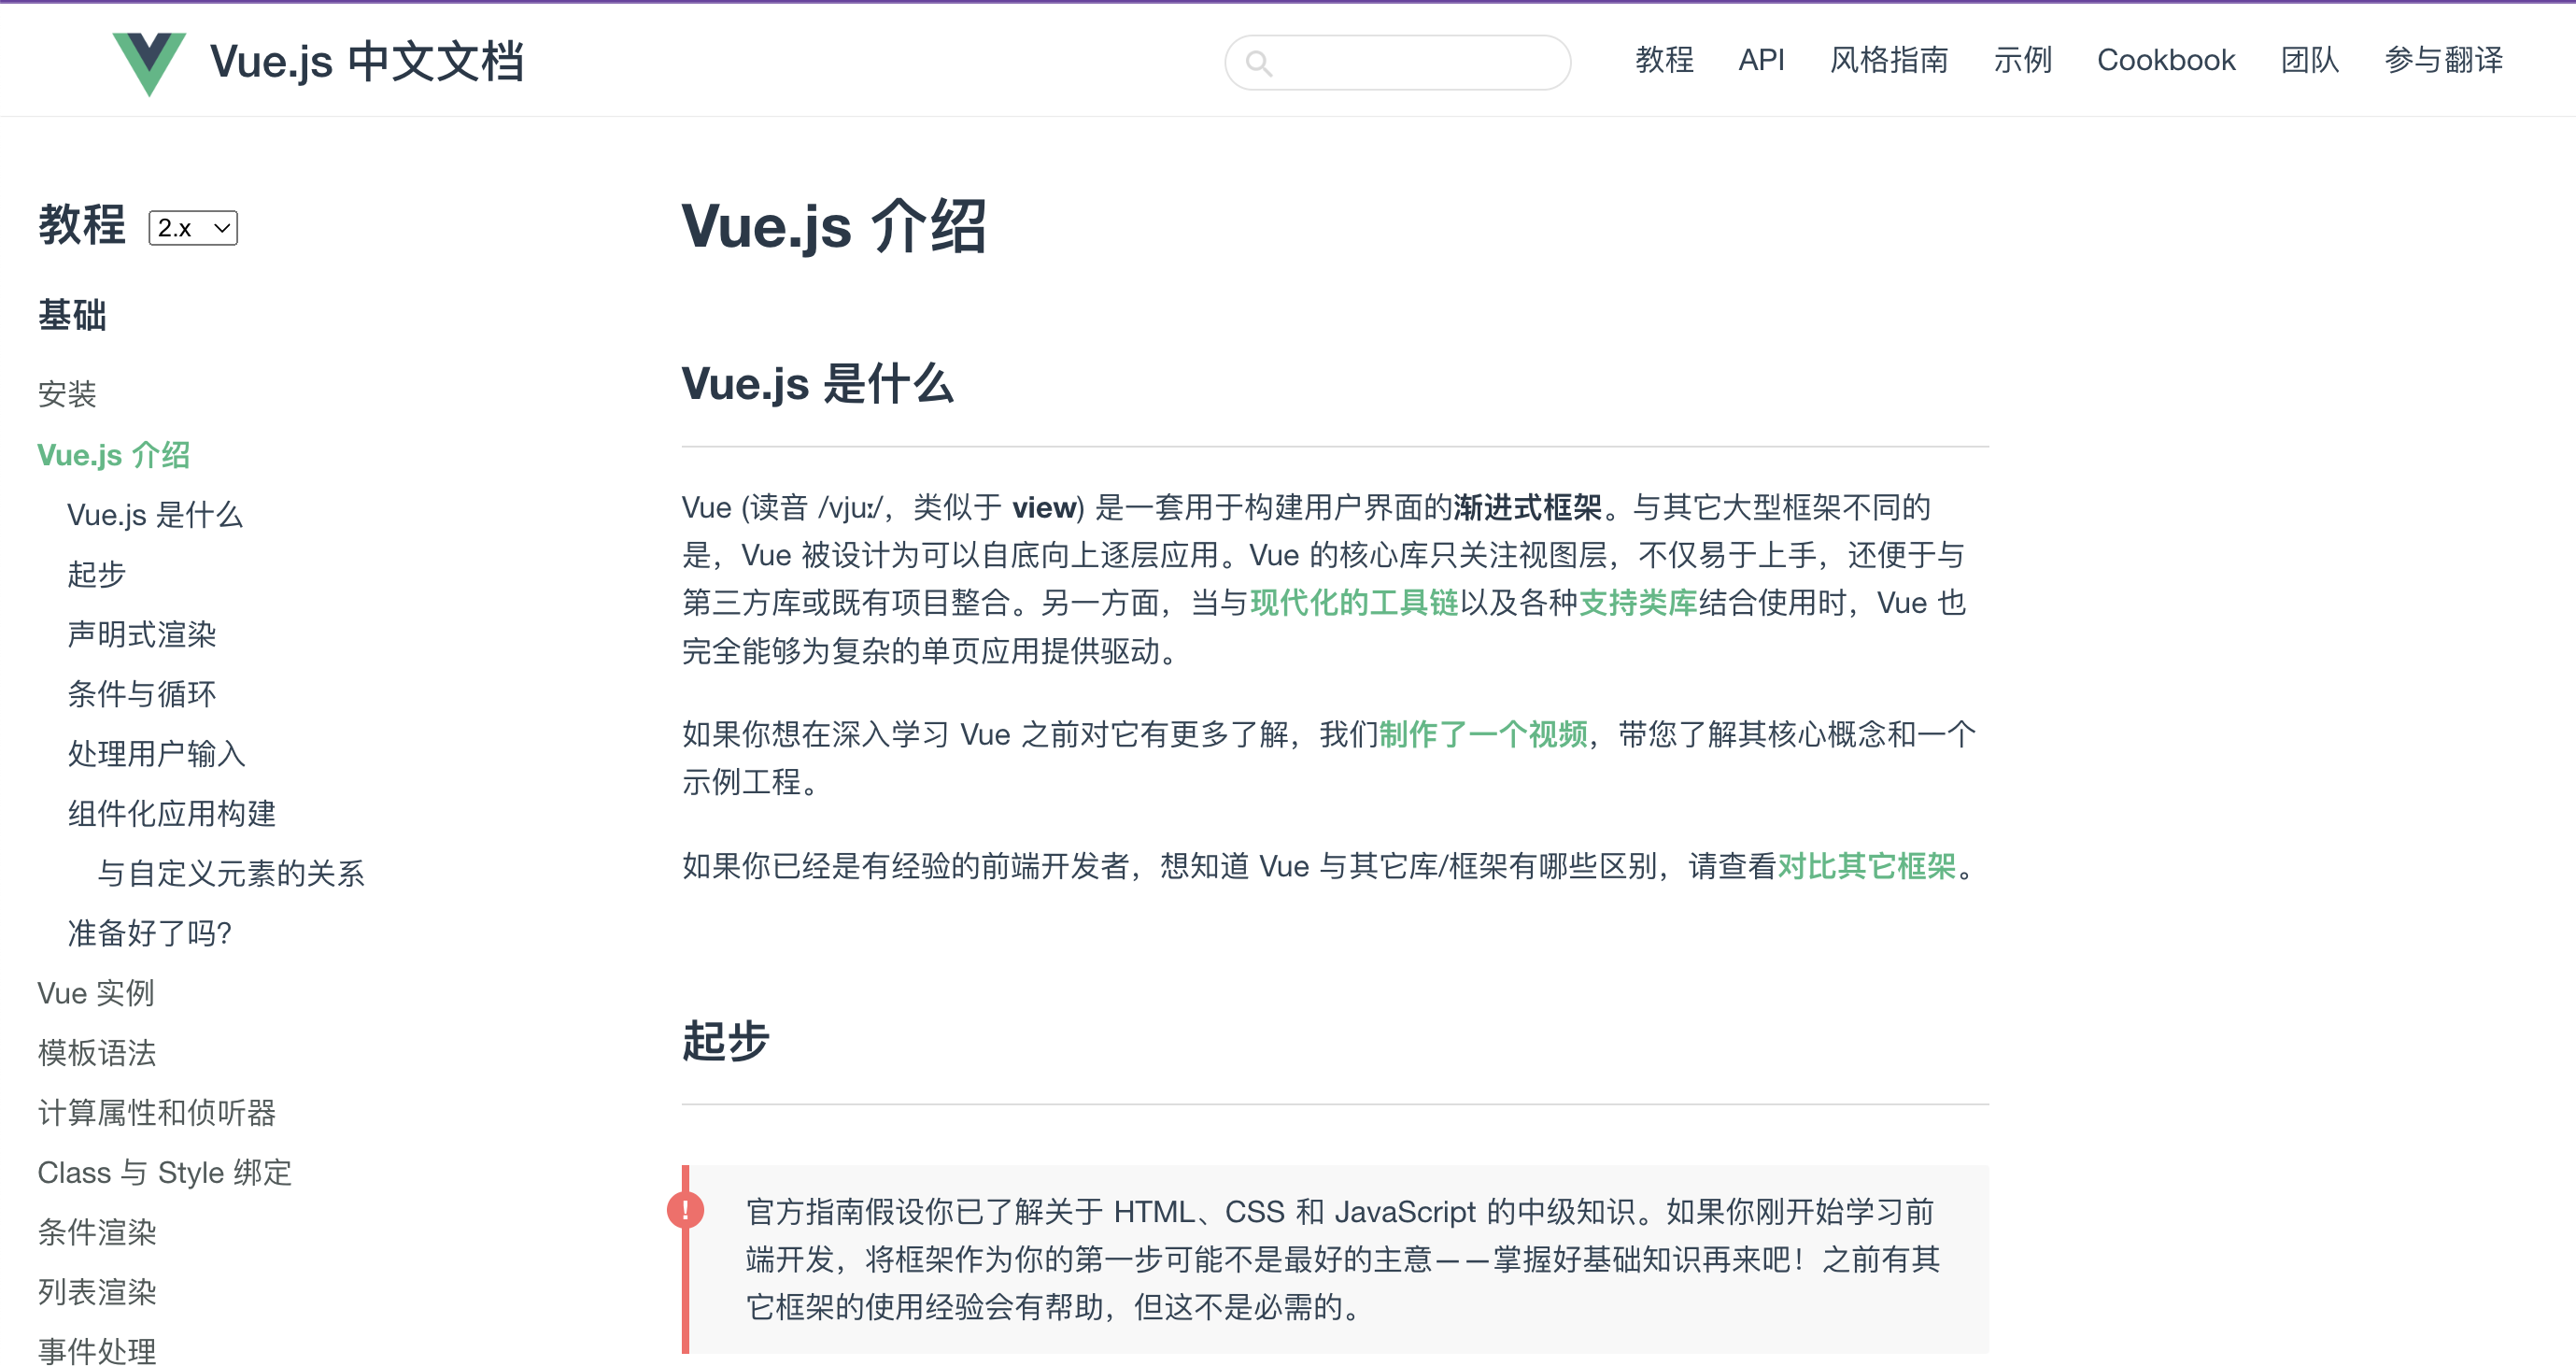 Vue.js 中文文档
教程 API 风格指南 示例 Cookbook 团队 参与翻译
教程 2.x
基础
安装
Vue.js 介绍
Vue.js 是什么
起步
声明式渲染
条件与循环
处理用户输入
组件化应用构建
与自定义元素的关系
准备好了吗?
Vue 实例
模板语法
计算属性和侦听器
Class 与 Style 绑定
条件渲染
列表渲染
事件处理
Vue.js 介绍
Vue.js 是什么
Vue (读音 /vjuː/，类似于 view) 是一套用于构建用户界面的渐进式框架。与其它大型框架不同的
是，Vue 被设计为可以自底向上逐层应用。Vue 的核心库只关注视图层，不仅易于上手，还便于与
第三方库或既有项目整合。另一方面，当与现代化的工具链以及各种支持类库结合使用时，Vue 也
完全能够为复杂的单页应用提供驱动。
如果你想在深入学习 Vue 之前对它有更多了解，我们制作了一个视频，带您了解其核心概念和一个
示例工程。
如果你已经是有经验的前端开发者，想知道 Vue 与其它库/框架有哪些区别，请查看对比其它框架。
起步
官方指南假设你已了解关于 HTML、CSS 和 JavaScript 的中级知识。如果你刚开始学习前
端开发，将框架作为你的第一步可能不是最好的主意——掌握好基础知识再来吧！之前有其
它框架的使用经验会有帮助，但这不是必需的。